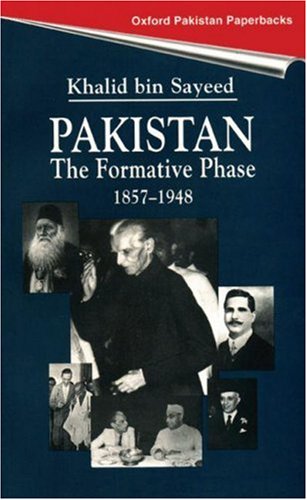 Oxford Pakistan Paperbacks
Khalid bin Sayeed
PAKISTAN
The Formative Phase
1857–1948